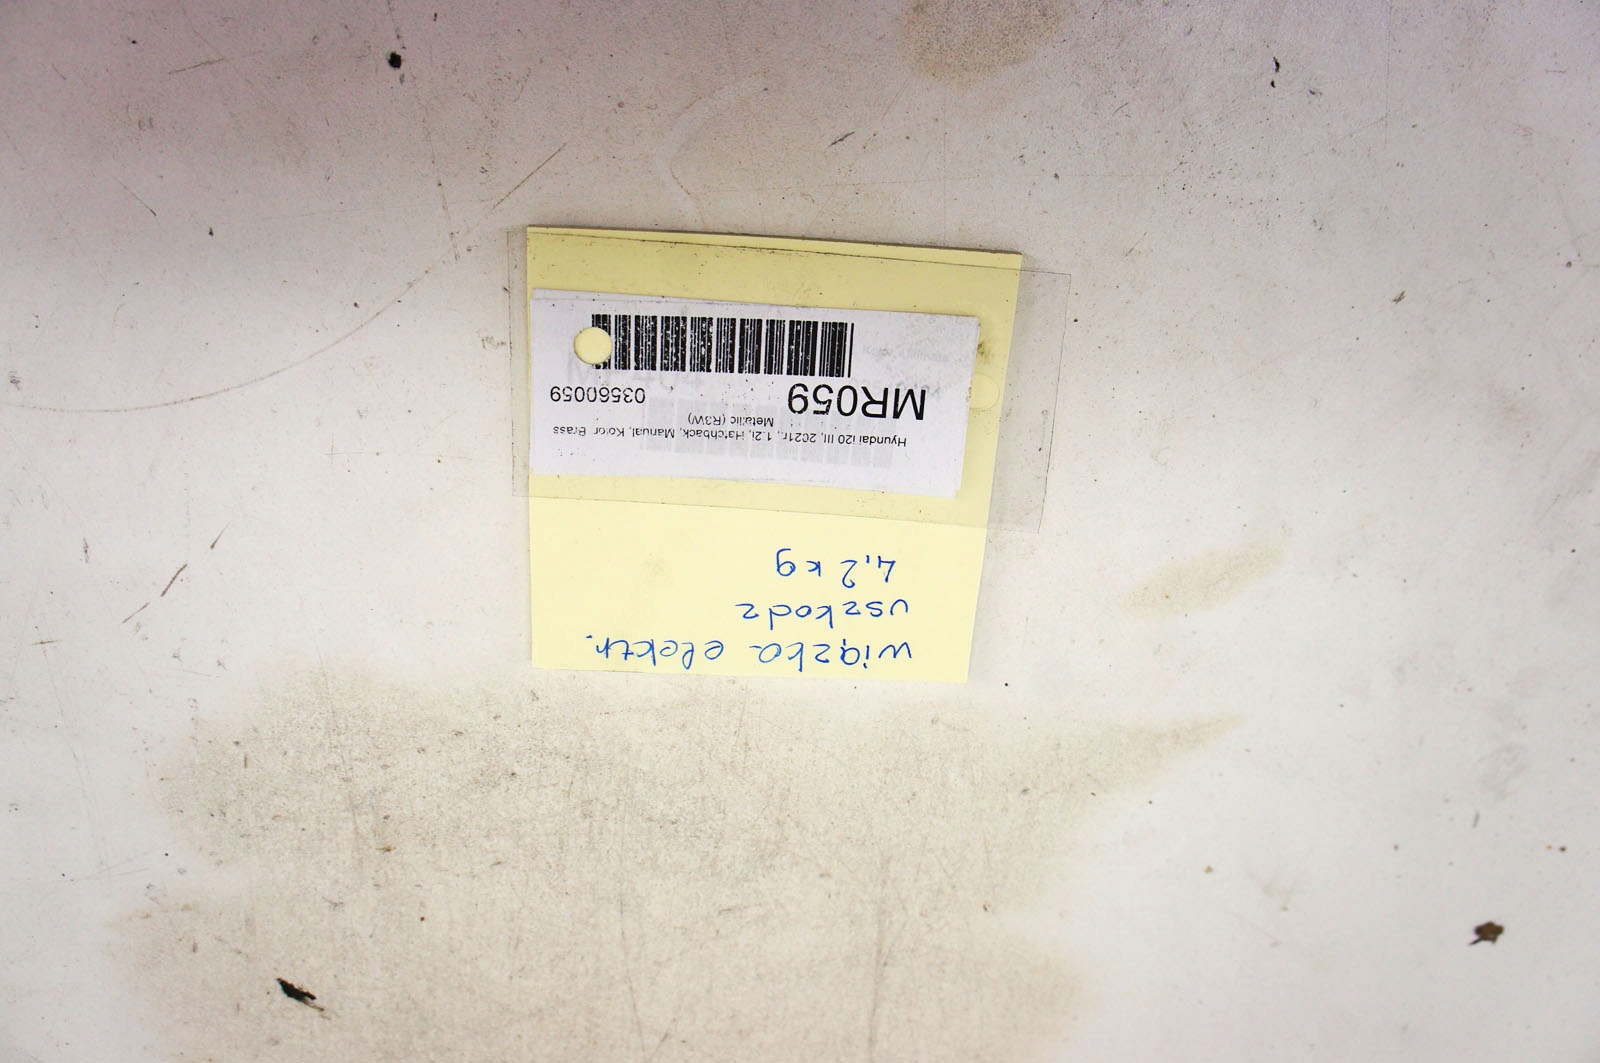 wiązka elektr.
uszkodz
4,2 kg
Hyundai i20 III, 2021r., 1.2i, Hatchback, Manual, Kolor: Brass
Metallic (R3W)
MR059 03560059